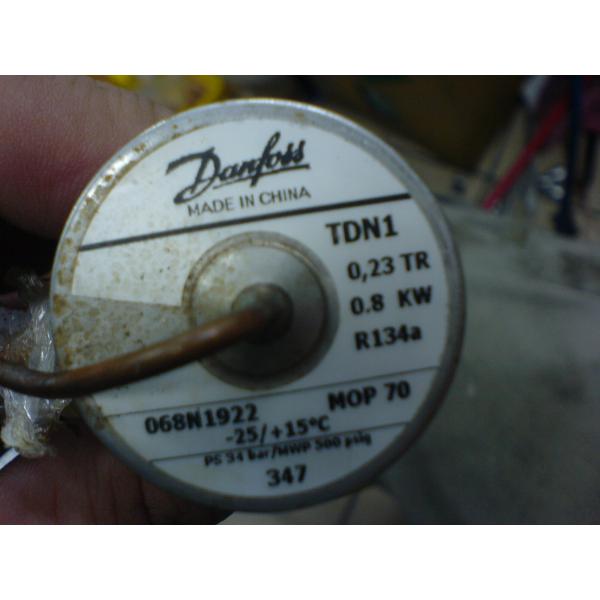 Danfoss
MADE IN CHINA
TDN1
0,23 TR
0.8 KW
R134a
068N1922 MOP 70
-25/+15°C
PS 34 bar/MWP 500 psig
347